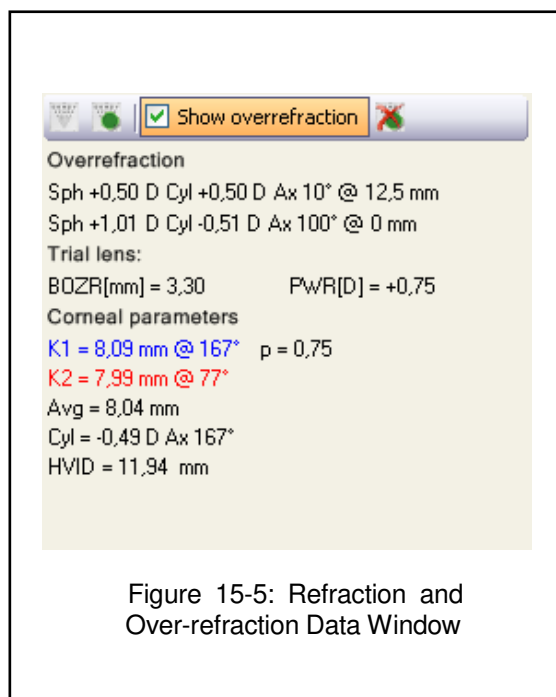 Show overrefraction
Overrefraction
Sph +0,50 D Cyl +0,50 D Ax 10° @ 12,5 mm
Sph +1,01 D Cyl -0,51 D Ax 100° @ 0 mm
Trial lens:
BOZR[mm] = 3,30 PWR[D] = +0,75
Corneal parameters
K1 = 8,09 mm @ 167° p = 0,75
K2 = 7,99 mm @ 77°
Avg = 8,04 mm
Cyl = -0,49 D Ax 167°
HVID = 11,94 mm
Figure 15-5: Refraction and
Over-refraction Data Window